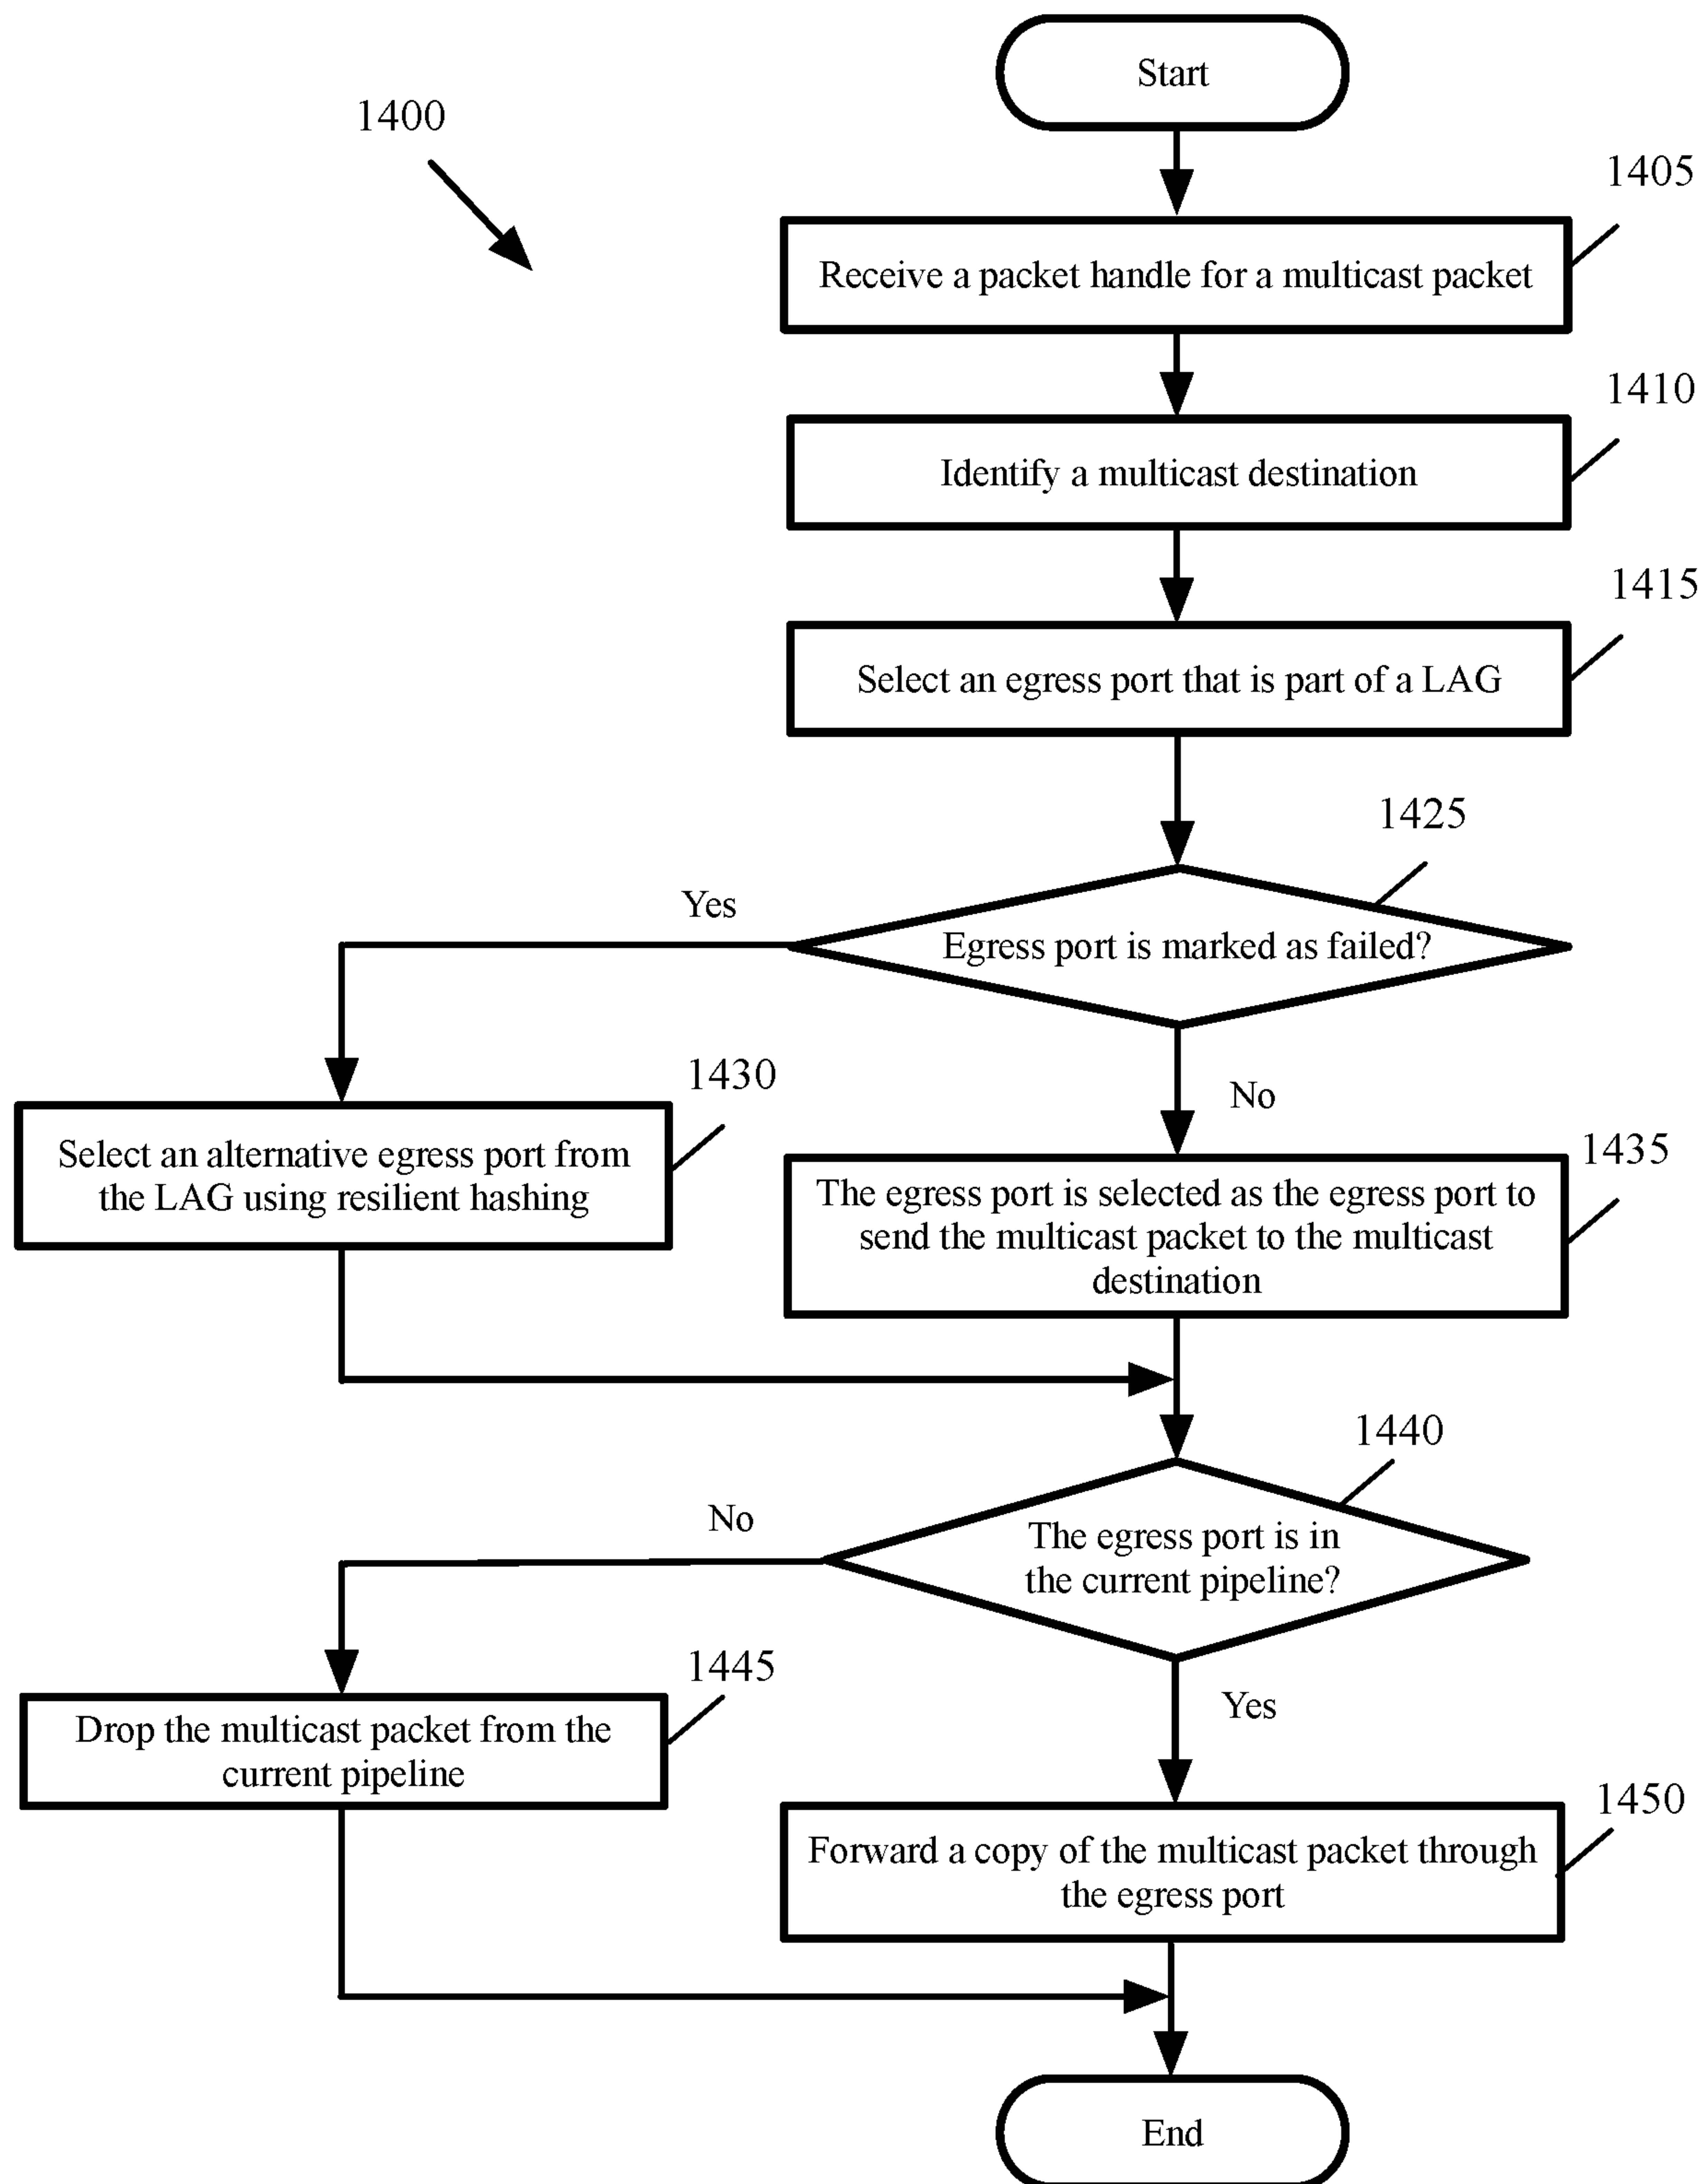 Start
1400
1405
Receive a packet handle for a multicast packet
1410
Identify a multicast destination
1415
Select an egress port that is part of a LAG
1425
Yes
Egress port is marked as failed?
1430
No
Select an alternative egress port from
the LAG using resilient hashing
1435
The egress port is selected as the egress port to
send the multicast packet to the multicast
destination
1440
No
The egress port is in
the current pipeline?
1445
Yes
Drop the multicast packet from the
current pipeline
1450
Forward a copy of the multicast packet through
the egress port
End